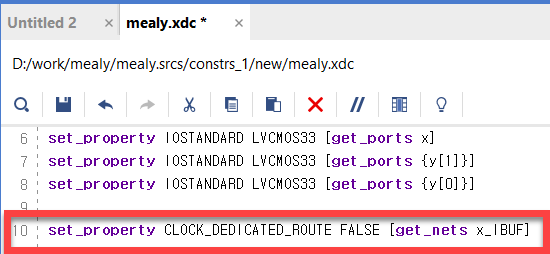 Untitled 2
mealy.xdc *
D:/work/mealy/mealy.srcs/constrs_1/new/mealy.xdc
6 set_property IOSTANDARD LVCMOS33 [get_ports x]
7 set_property IOSTANDARD LVCMOS33 [get_ports {y[1]}]
8 set_property IOSTANDARD LVCMOS33 [get_ports {y[0]}]
10 set_property CLOCK_DEDICATED_ROUTE FALSE [get_nets x_IBUF]